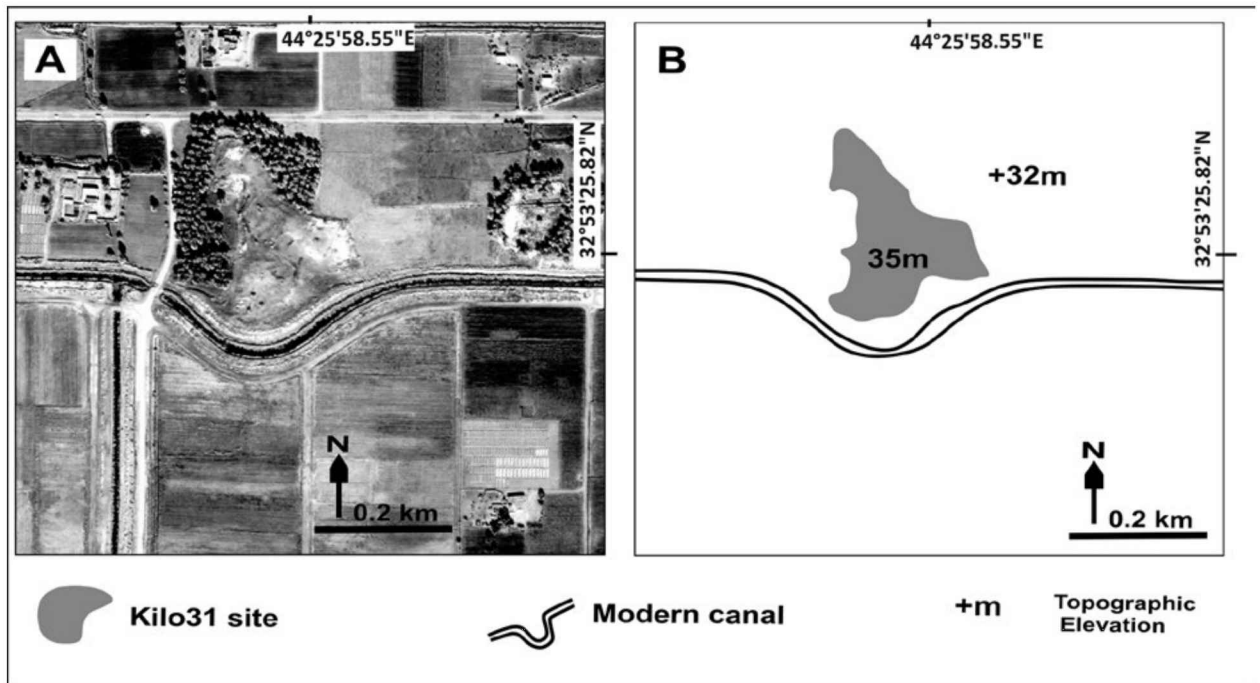 A
44°25'58.55"E
32°53'25.82"N
N
0.2 km
B
44°25'58.55"E
+32m
35m
32°53'25.82"N
N
0.2 km
Kilo31 site
Modern canal
+m
Topographic
Elevation